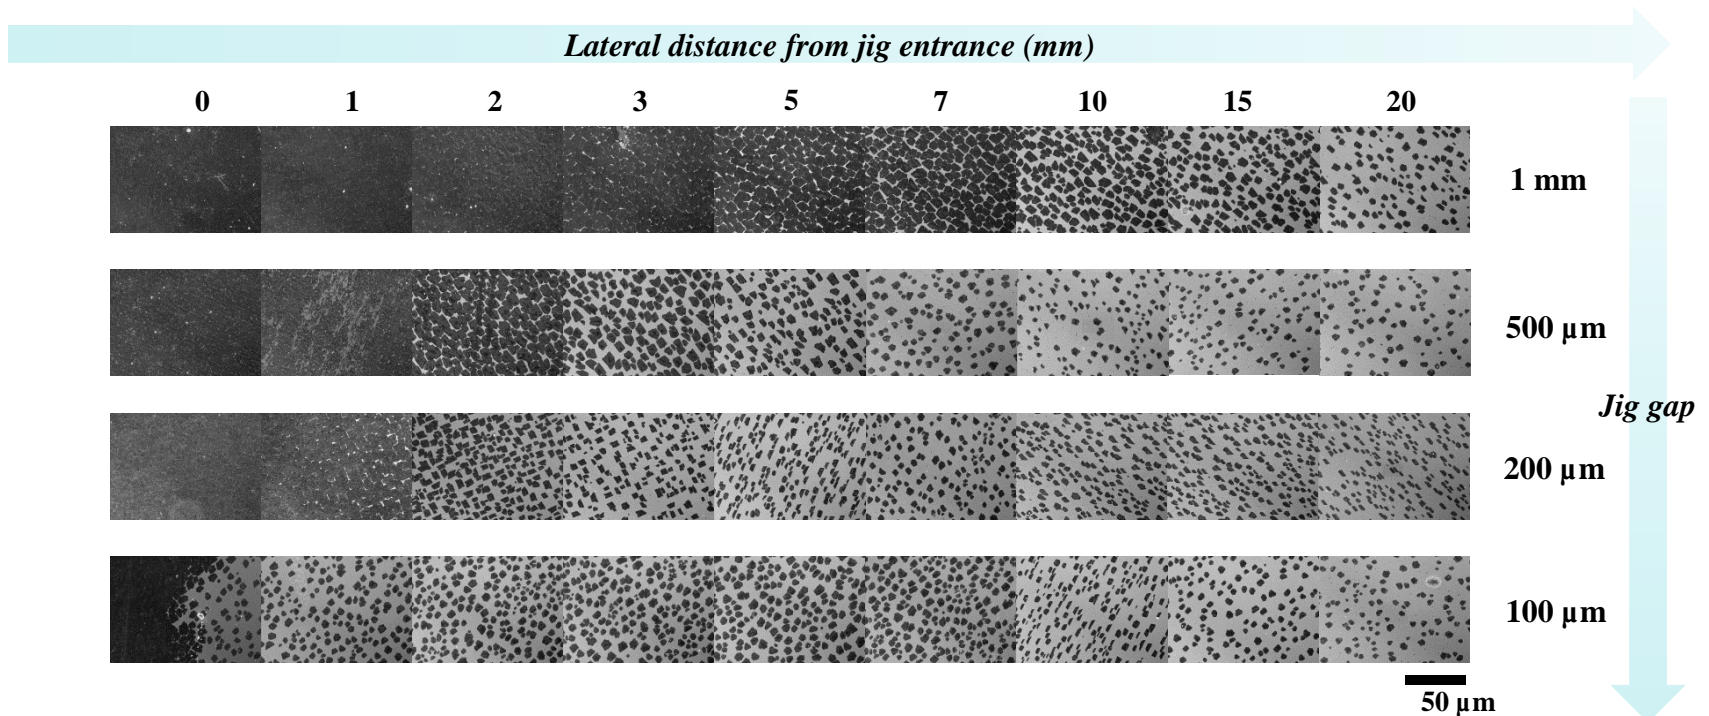 Lateral distance from jig entrance (mm)
0 1 2 3 5 7 10 15 20
1 mm
500 µm
Jig gap
200 µm
100 µm
50 µm